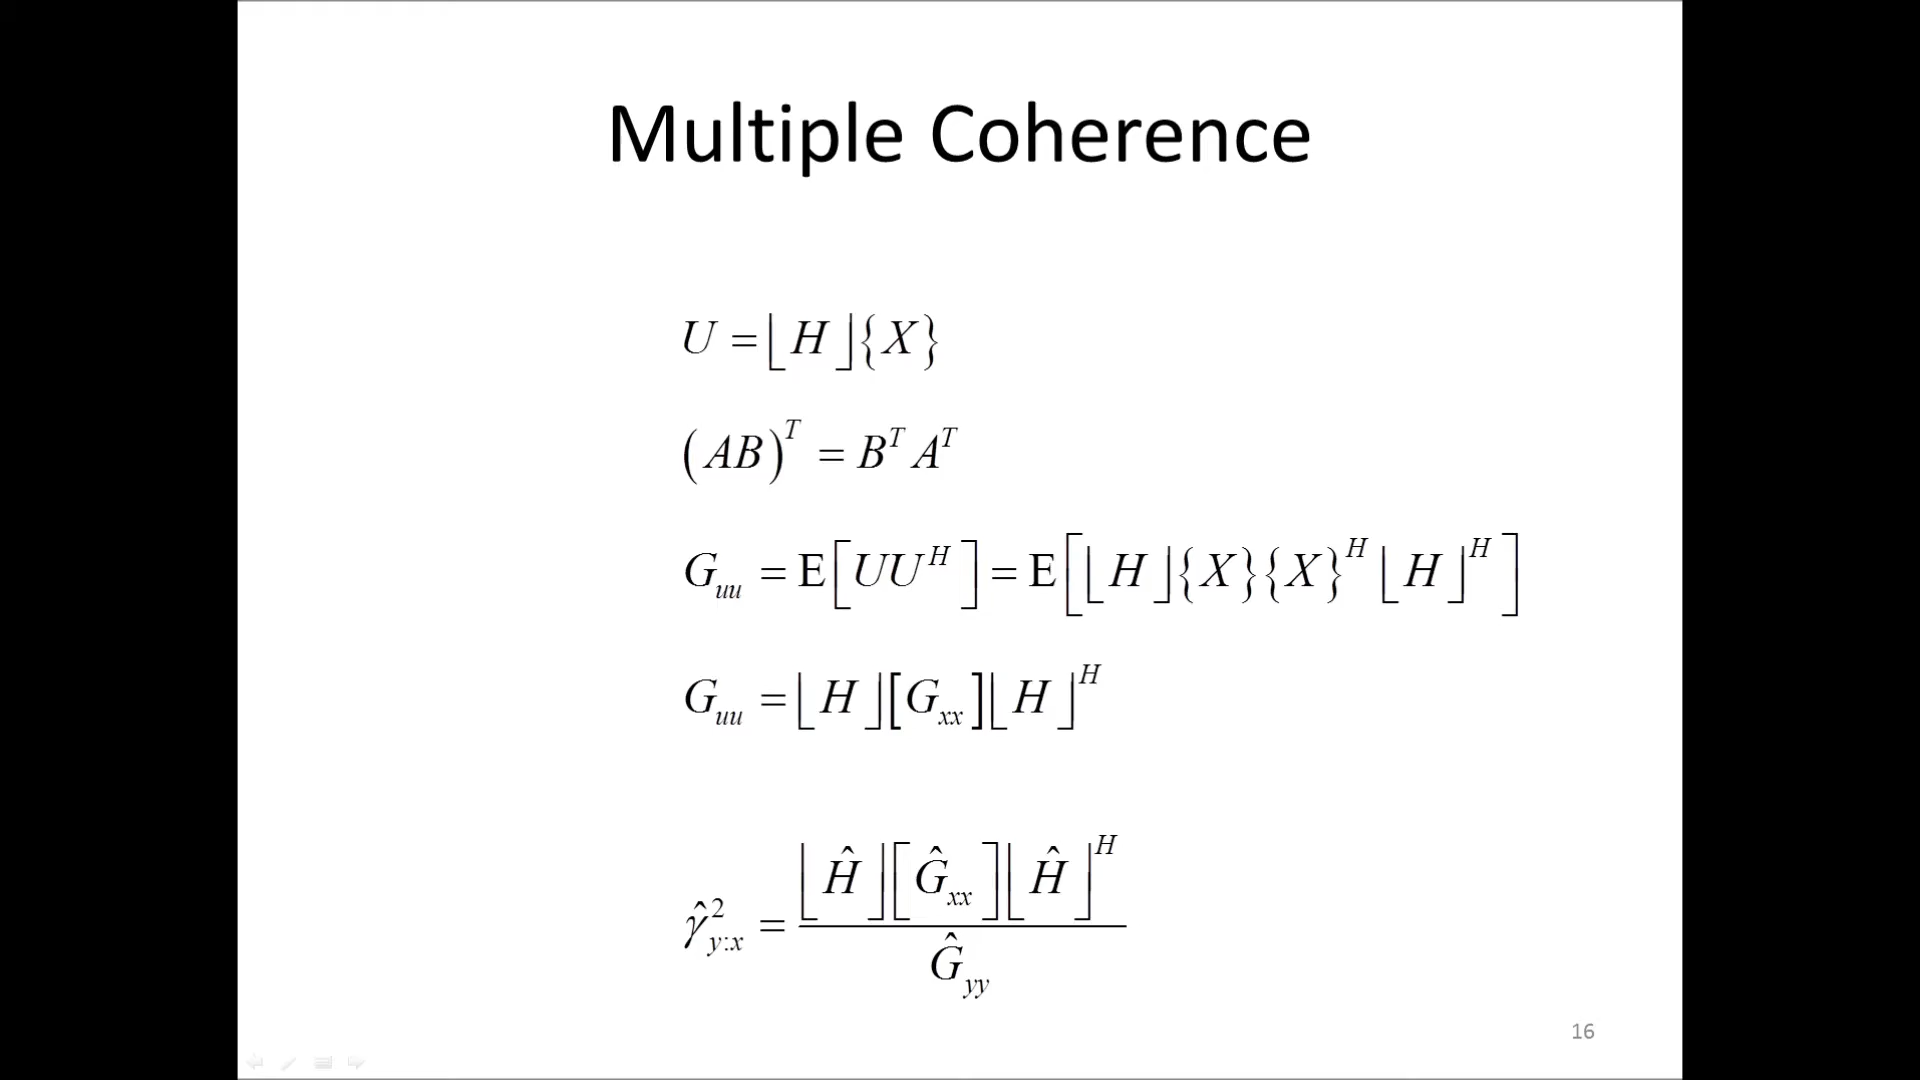 Multiple Coherence
U = ⌊H⌋{X}
(AB)^T = B^T A^T
G_uu = E[UU^H] = E[⌊H⌋{X}{X}^H ⌊H⌋^H]
G_uu = ⌊H⌋[G_xx]⌊H⌋^H
γ̂²_y:x = ⌊Ĥ⌋[Ĝ_xx]⌊Ĥ⌋^H / Ĝ_yy
16